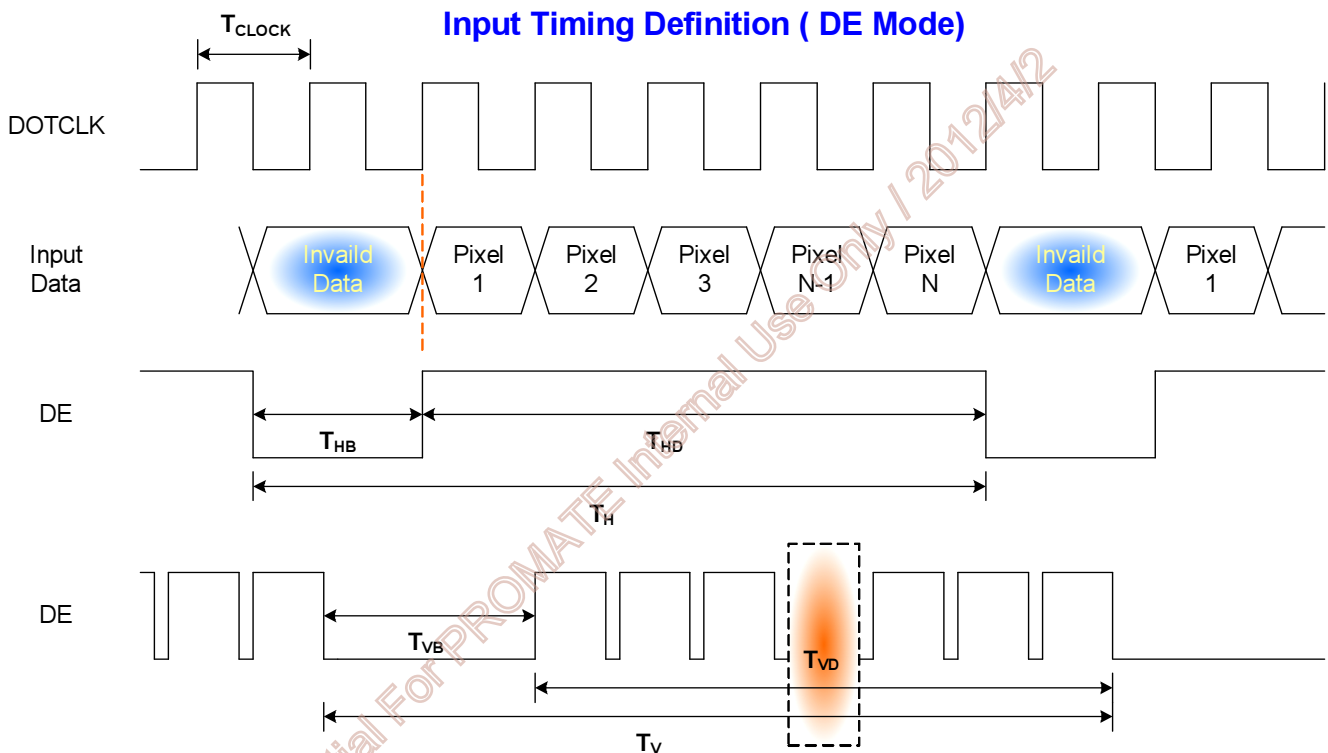 Input Timing Definition ( DE Mode)
TCLOCK
DOTCLK
Input
Data
Invaild
Data
Pixel
1
Pixel
2
Pixel
3
Pixel
N-1
Pixel
N
Invaild
Data
Pixel
1
DE
THB
THD
TH
DE
TVB
TVD
TV
For PROMATE Internal Use Only / 2012/4/2